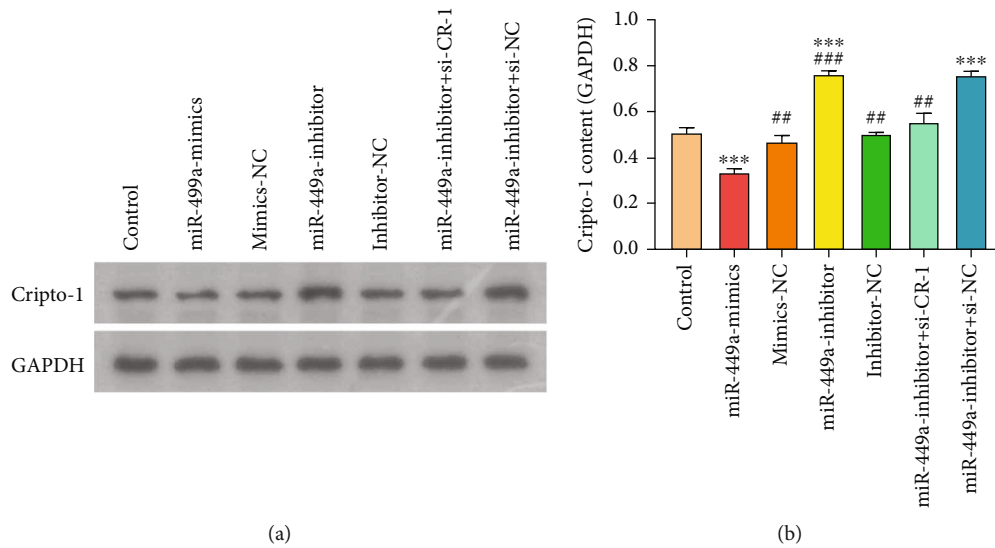 Control
miR-499a-mimics
Mimics-NC
miR-449a-inhibitor
Inhibitor-NC
miR-449a-inhibitor+si-CR-1
miR-449a-inhibitor+si-NC
Cripto-1
GAPDH
(a)
Cripto-1 content (GAPDH)
1.0
0.8
0.6
0.4
0.2
0.0
***
##
***
###
##
##
***
Control
miR-449a-mimics
Mimics-NC
miR-449a-inhibitor
Inhibitor-NC
miR-449a-inhibitor+si-CR-1
miR-449a-inhibitor+si-NC
(b)